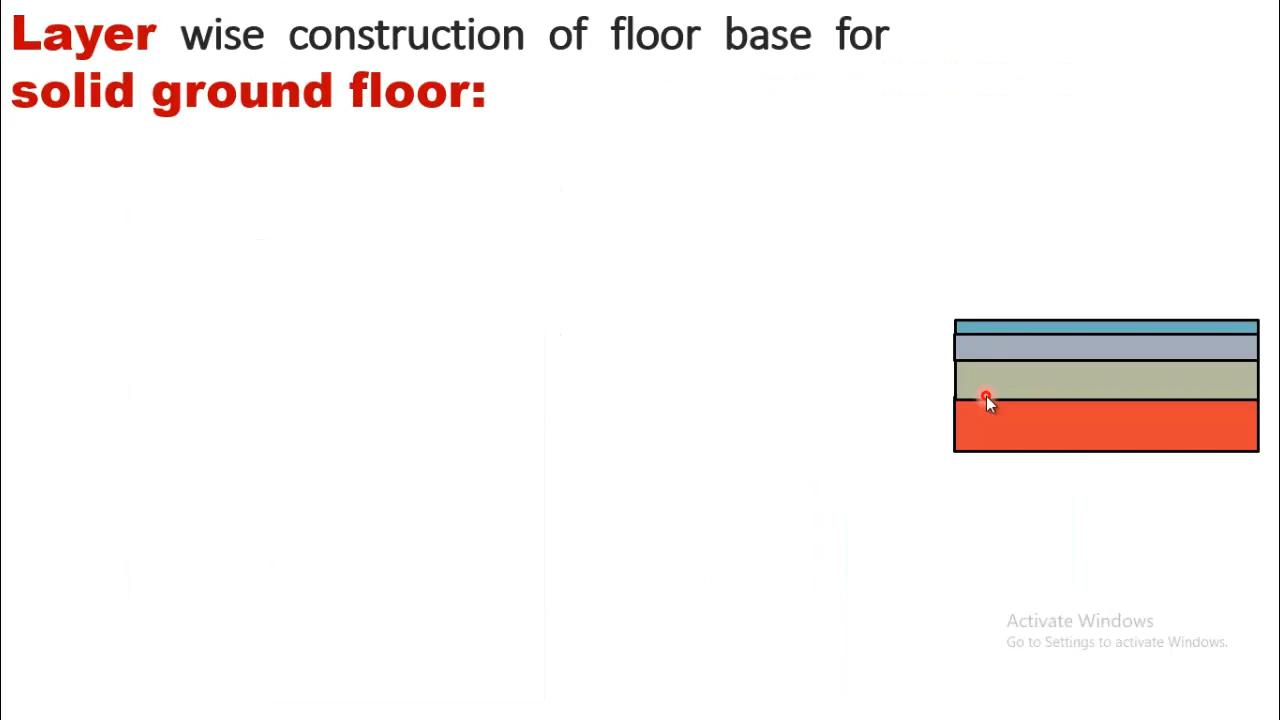 Layer wise construction of floor base for
solid ground floor:
Activate Windows
Go to Settings to activate Windows.